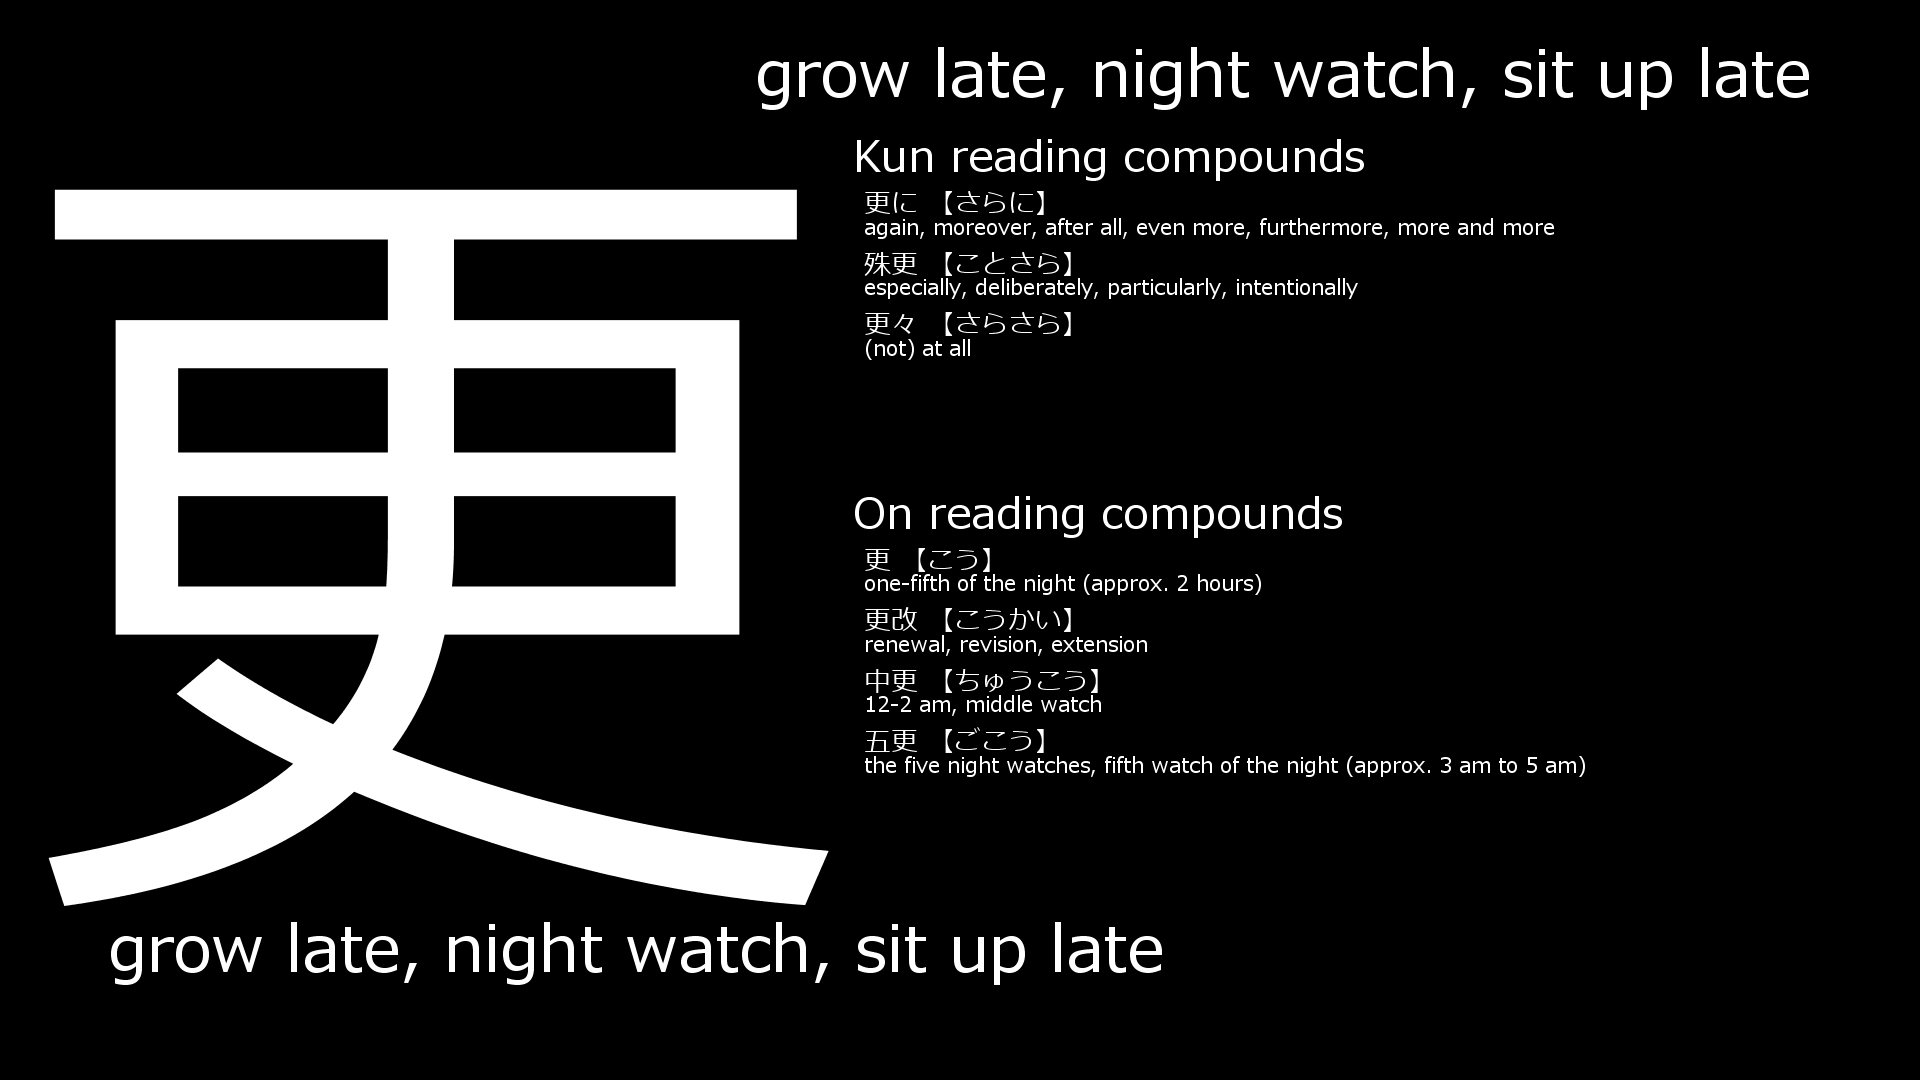 grow late, night watch, sit up late
更
Kun reading compounds
更に 【さらに】
again, moreover, after all, even more, furthermore, more and more
殊更 【ことさら】
especially, deliberately, particularly, intentionally
更々 【さらさら】
(not) at all
On reading compounds
更 【こう】
one-fifth of the night (approx. 2 hours)
更改 【こうかい】
renewal, revision, extension
中更 【ちゅうこう】
12-2 am, middle watch
五更 【ごこう】
the five night watches, fifth watch of the night (approx. 3 am to 5 am)
grow late, night watch, sit up late